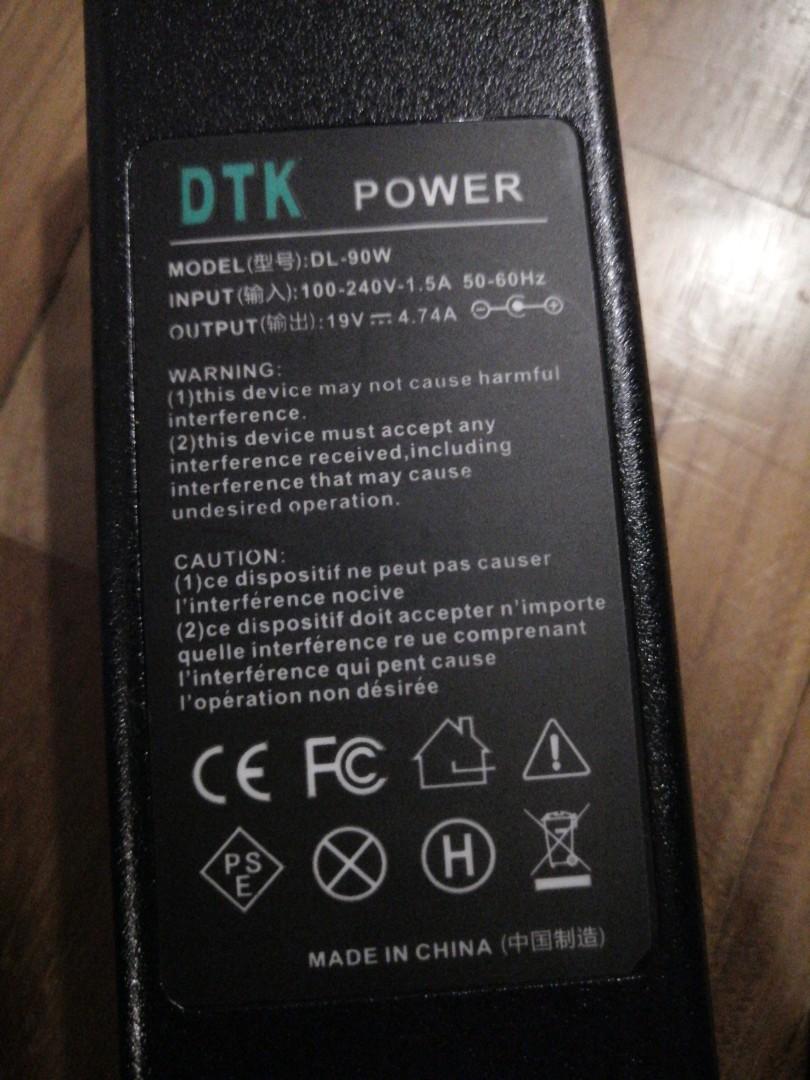 DTK POWER
MODEL(型号):DL-90W
INPUT(输入):100-240V-1.5A 50-60Hz
OUTPUT(输出):19V⎓4.74A
WARNING:
(1)this device may not cause harmful
interference.
(2)this device must accept any
interference received,including
interference that may cause
undesired operation.
CAUTION:
(1)ce dispositif ne peut pas causer
l'interférence nocive
(2)ce dispositif doit accepter n'importe
quelle interférence re ue comprenant
l'interférence qui pent cause
l'opération non désirée
CE FC
PSE H
MADE IN CHINA (中国制造)